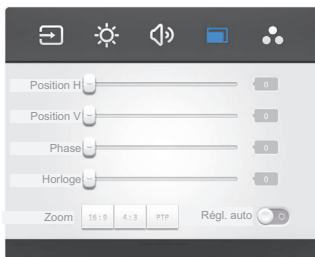 Position H 0
Position V 0
Phase 0
Horloge 0
Zoom 16:9 4:3 PTP Régl. auto